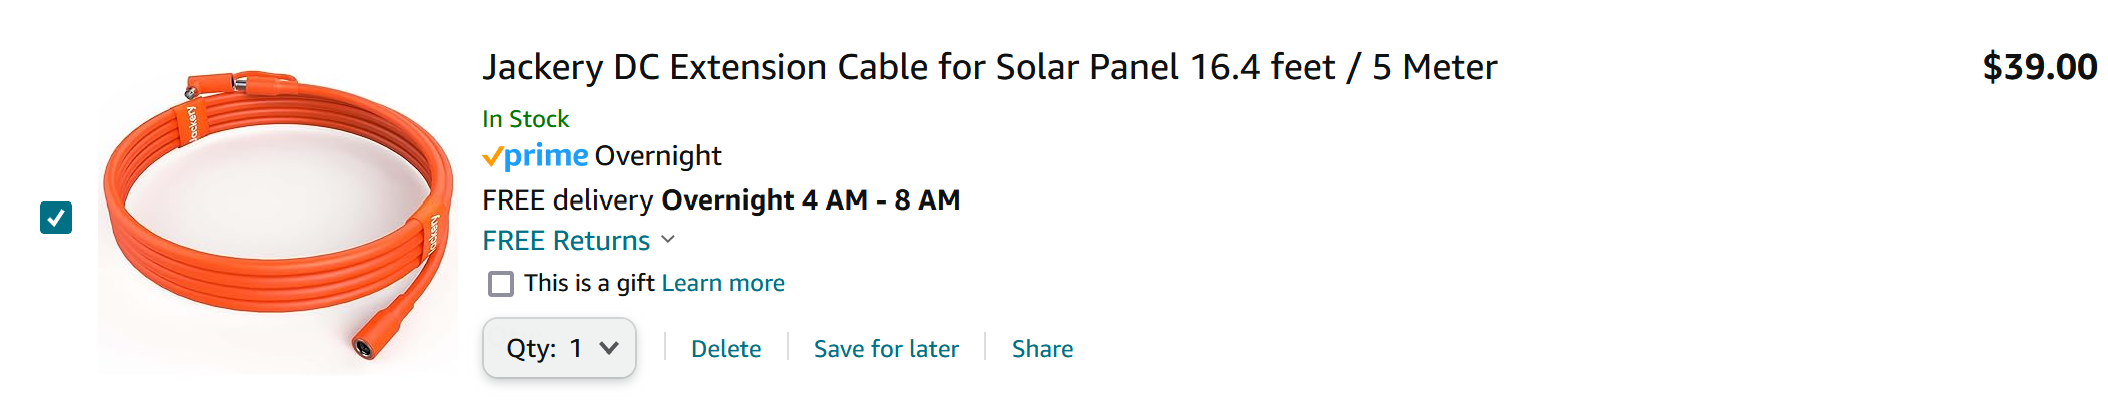 Jackery DC Extension Cable for Solar Panel 16.4 feet / 5 Meter
$39.00
In Stock
prime Overnight
FREE delivery Overnight 4 AM - 8 AM
FREE Returns
This is a gift Learn more
Qty: 1
Delete
Save for later
Share
Jackery
Jackery